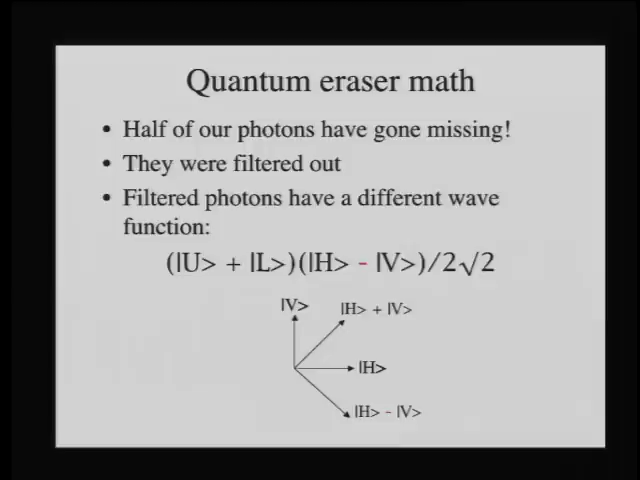 Quantum eraser math
• Half of our photons have gone missing!
• They were filtered out
• Filtered photons have a different wave
function:
(|U> + |L>)(|H> - |V>)/2√2
|V>
|H> + |V>
|H>
|H> - |V>